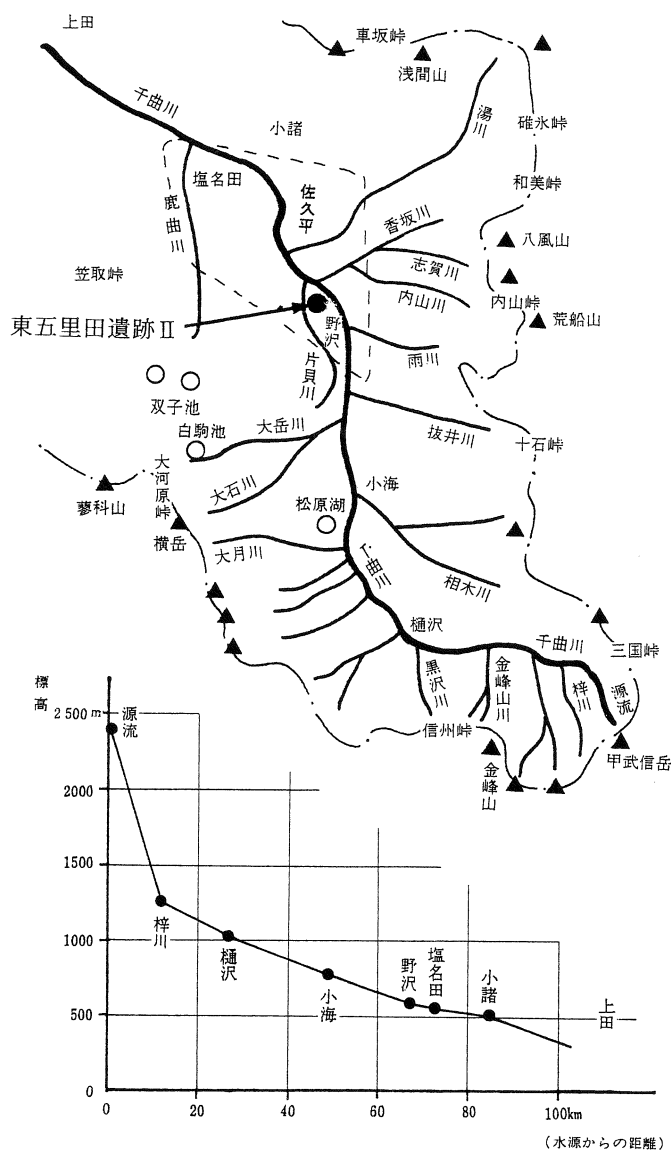 上田
車坂峠
浅間山
千曲川
湯川
小諸
碓氷峠
塩名田
佐久平
和美峠
鹿曲川
香坂川
八風山
志賀川
笠取峠
内山川
内山峠
荒船山
東五里田遺跡Ⅱ
野沢
雨川
片貝川
双子池
大岳川
抜井川
白駒池
十石峠
大河原峠
大石川
小海
松原湖
蓼科山
横岳
大月川
千曲川
相木川
樋沢
千曲川
三国峠
黒沢川
金峰山川
梓川
源流
信州峠
甲武信岳
金峰山
標高
2500m
源流
2000
1500
梓川
1000
樋沢
小海
野沢
塩名田
小諸
上田
500
0
0
20
40
60
80
100km
(水源からの距離)